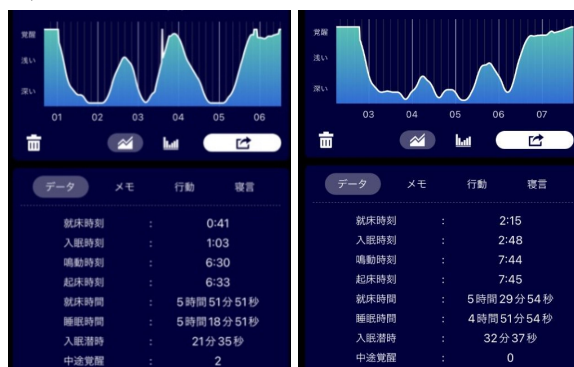 覚醒
浅い
深い
01 02 03 04 05 06
データ メモ 行動 寝言
就床時刻 : 0:41
入眠時刻 : 1:03
鳴動時刻 : 6:30
起床時刻 : 6:33
就床時間 : 5時間51分51秒
睡眠時間 : 5時間18分51秒
入眠潜時 : 21分35秒
中途覚醒 : 2
覚醒
浅い
深い
03 04 05 06 07
データ メモ 行動 寝言
就床時刻 : 2:15
入眠時刻 : 2:48
鳴動時刻 : 7:44
起床時刻 : 7:45
就床時間 : 5時間29分54秒
睡眠時間 : 4時間51分54秒
入眠潜時 : 32分37秒
中途覚醒 : 0